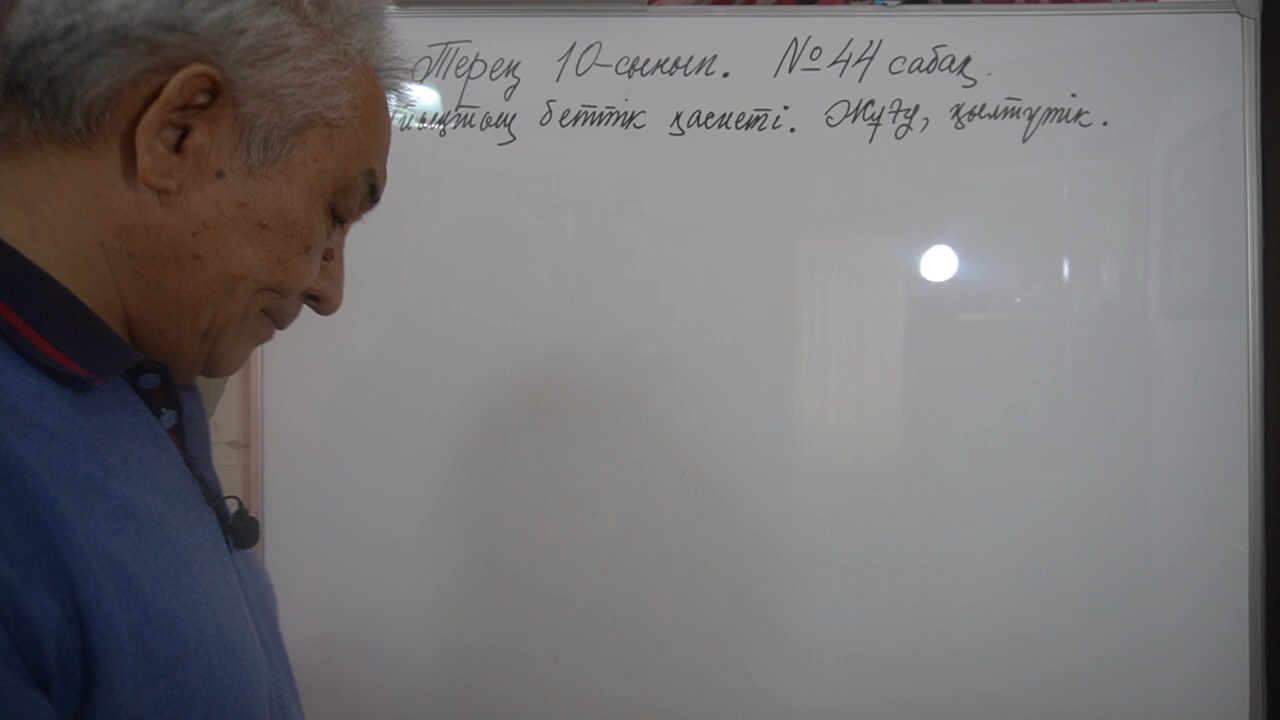 Терең 10-сынып. №44 сабақ.
беттік қасиеті. Жұғу, қылтүтік.